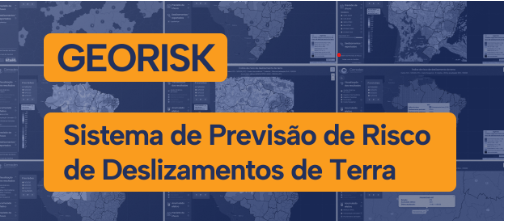 GEORISK
Sistema de Previsão de Risco
de Deslizamentos de Terra